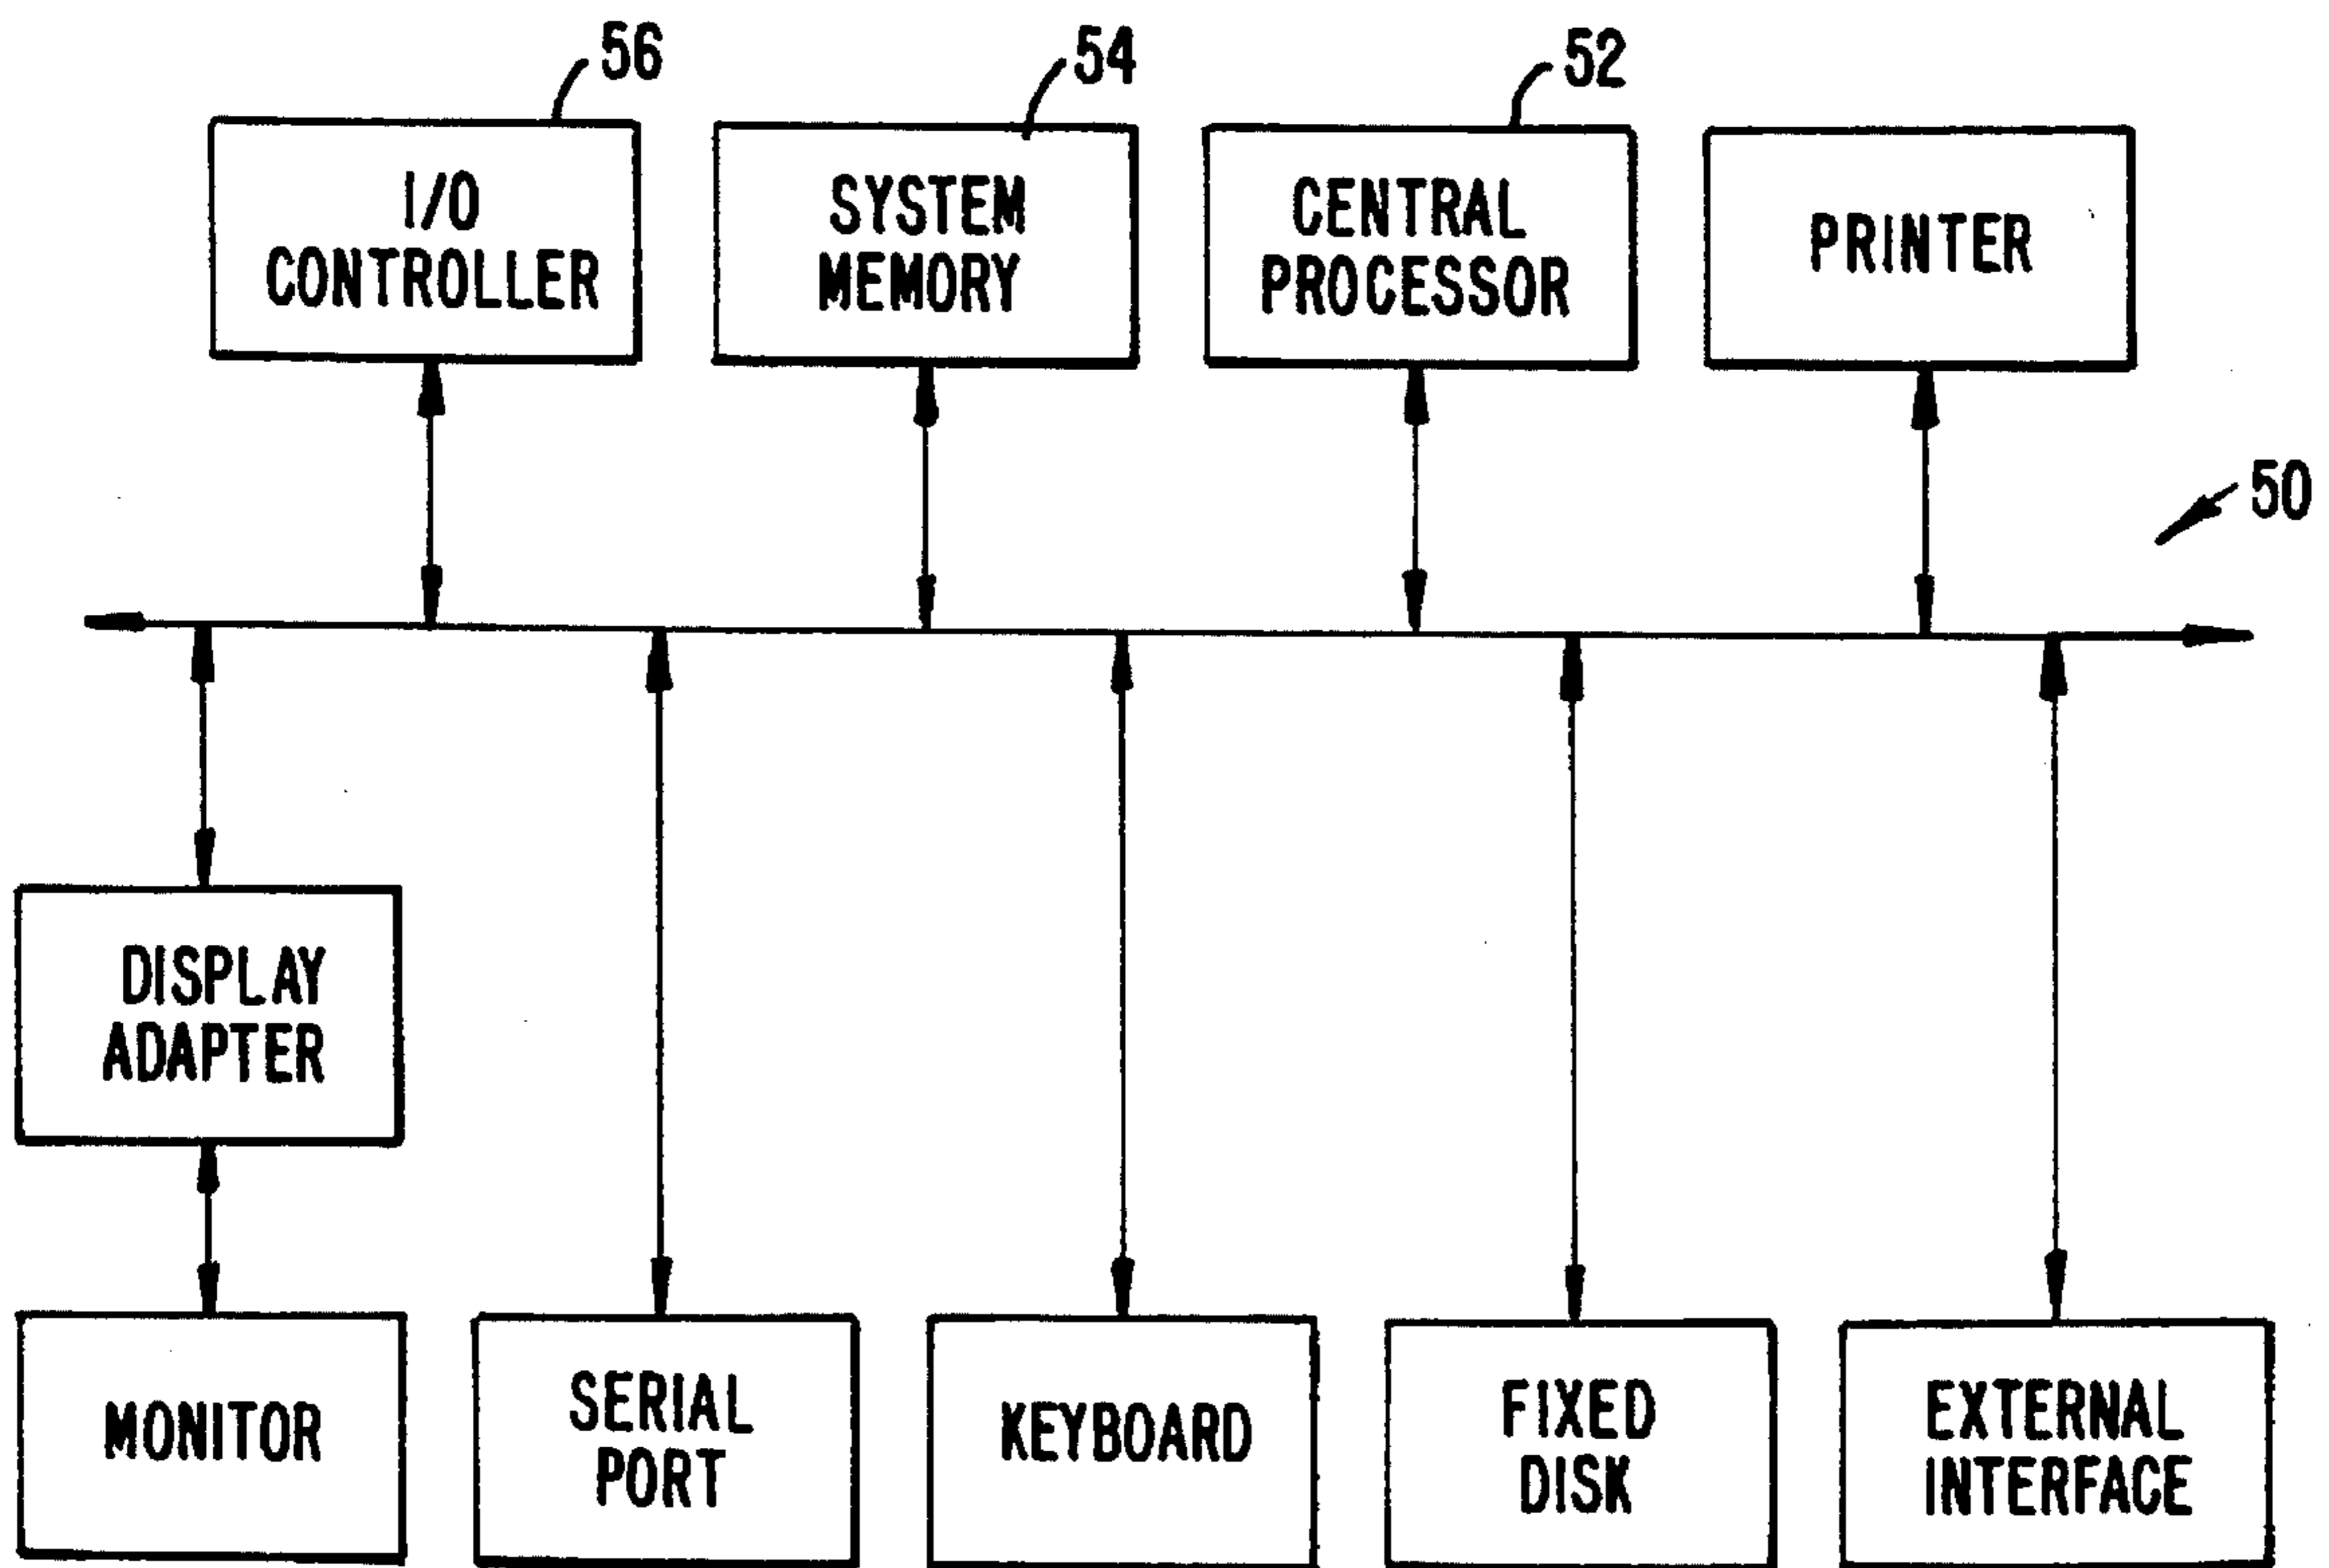 56
54
52
I/O
CONTROLLER
SYSTEM
MEMORY
CENTRAL
PROCESSOR
PRINTER
50
DISPLAY
ADAPTER
MONITOR
SERIAL
PORT
KEYBOARD
FIXED
DISK
EXTERNAL
INTERFACE